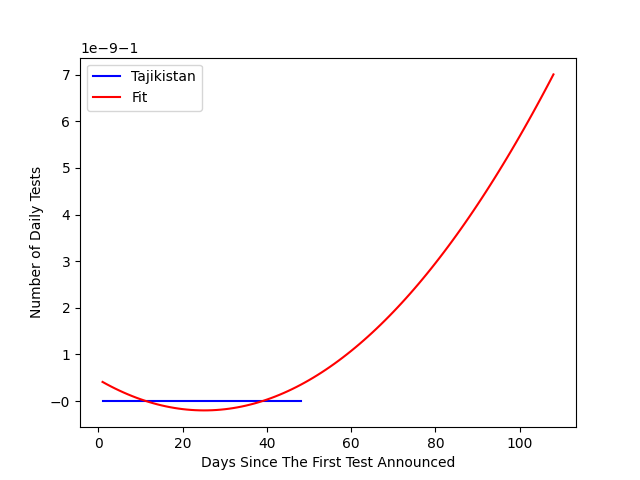 1e−9−1
7
6
5
4
3
2
1
−0
Number of Daily Tests
Tajikistan
Fit
0 20 40 60 80 100
Days Since The First Test Announced